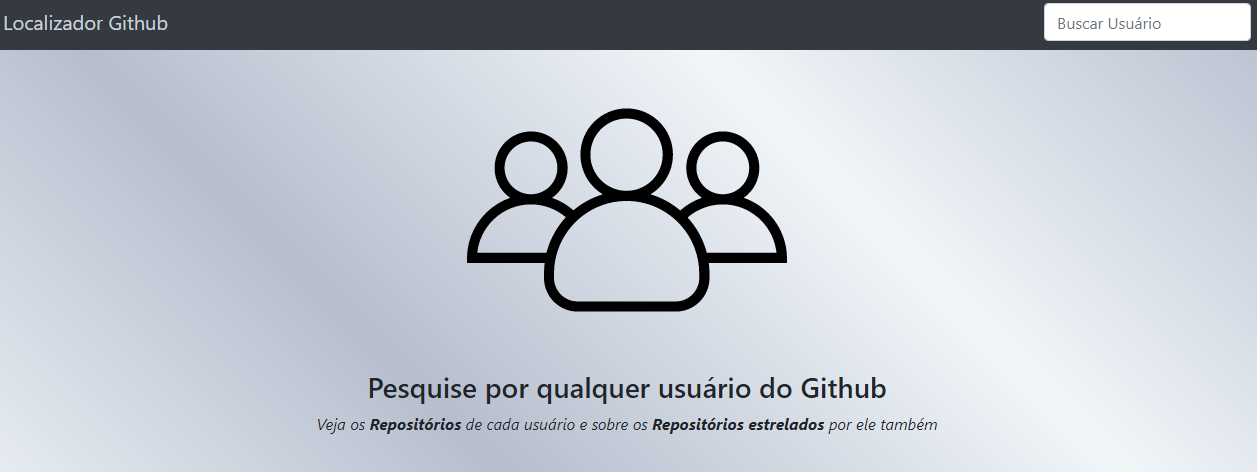 Localizador Github
Buscar Usuário
Pesquise por qualquer usuário do Github
Veja os Repositórios de cada usuário e sobre os Repositórios estrelados por ele também